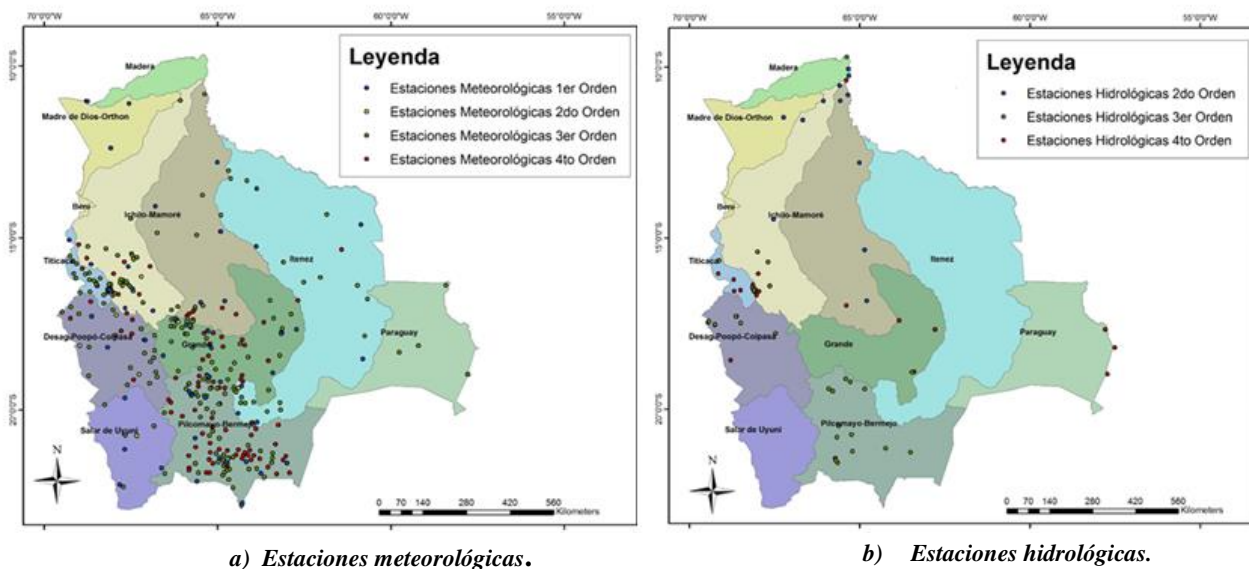 70°0'0"W
65°0'0"W
60°0'0"W
55°0'0"W
10°0'0"S
15°0'0"S
20°0'0"S
Leyenda
Estaciones Meteorológicas 1er Orden
Estaciones Meteorológicas 2do Orden
Estaciones Meteorológicas 3er Orden
Estaciones Meteorológicas 4to Orden
Madera
Madre de Dios-Orthon
Beni
Ichilo-Mamoré
Titicaca
Itenez
Desag-Poopó-Coipasa
Grande
Paraguay
Salar de Uyuni
Pilcomayo-Bermejo
N
0 70 140 280 420 560
Kilometers
a) Estaciones meteorológicas.
70°0'0"W
65°0'0"W
60°0'0"W
55°0'0"W
10°0'0"S
15°0'0"S
20°0'0"S
Leyenda
Estaciones Hidrológicas 2do Orden
Estaciones Hidrológicas 3er Orden
Estaciones Hidrológicas 4to Orden
Madera
Madre de Dios-Orthon
Beni
Ichilo-Mamoré
Titicaca
Itenez
Desag-Poopó-Coipasa
Grande
Paraguay
Salar de Uyuni
Pilcomayo-Bermejo
N
0 70 140 280 420 560
Kilometers
b) Estaciones hidrológicas.